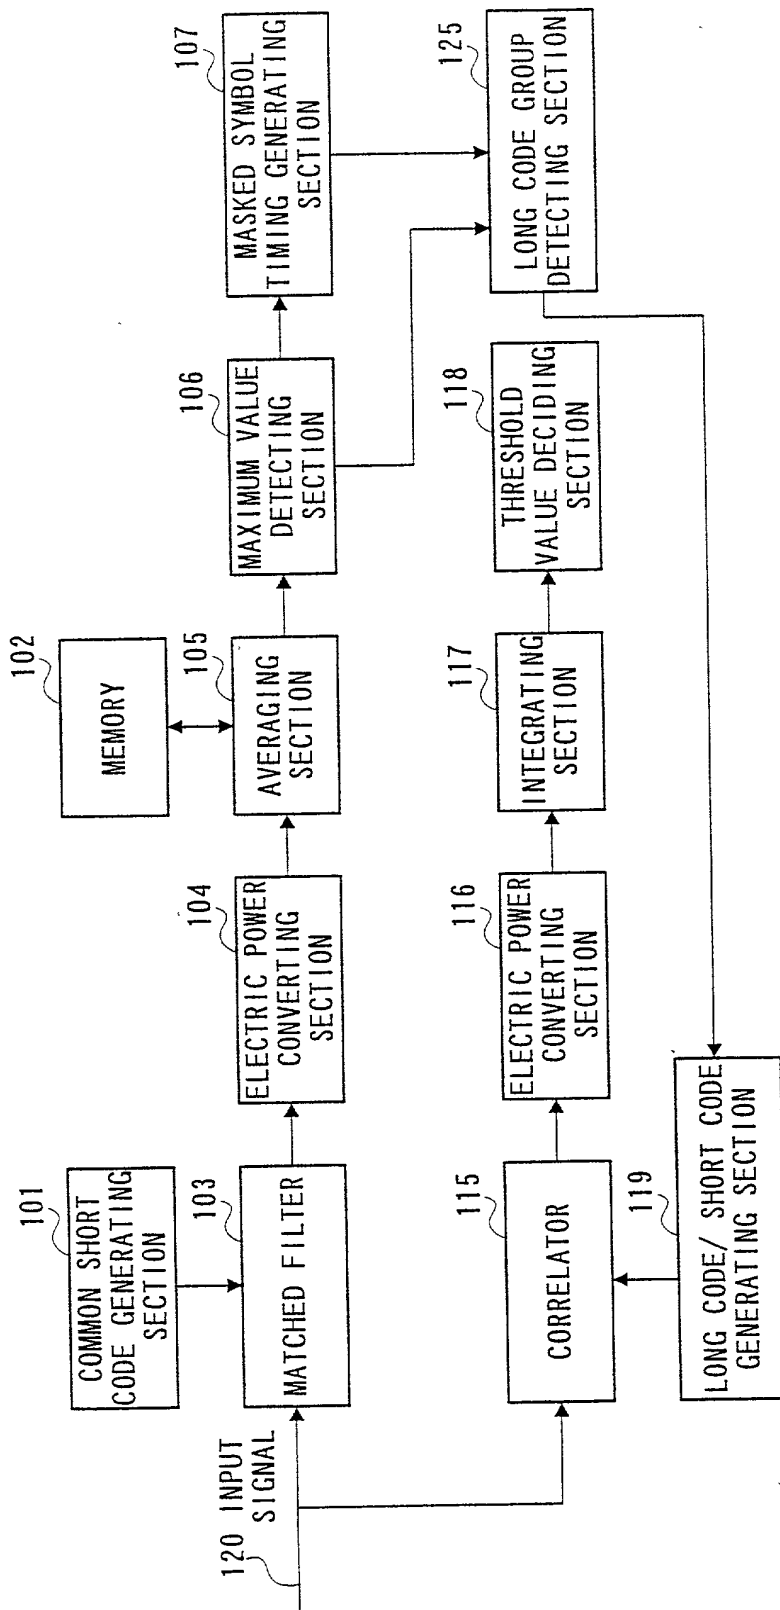 101
COMMON SHORT
CODE GENERATING
SECTION
102
MEMORY
120 INPUT
SIGNAL
103
MATCHED FILTER
104
ELECTRIC POWER
CONVERTING
SECTION
105
AVERAGING
SECTION
106
MAXIMUM VALUE
DETECTING
SECTION
107
MASKED SYMBOL
TIMING GENERATING
SECTION
115
CORRELATOR
116
ELECTRIC POWER
CONVERTING
SECTION
117
INTEGRATING
SECTION
118
THRESHOLD
VALUE DECIDING
SECTION
125
LONG CODE GROUP
DETECTING SECTION
119
LONG CODE/ SHORT CODE
GENERATING SECTION